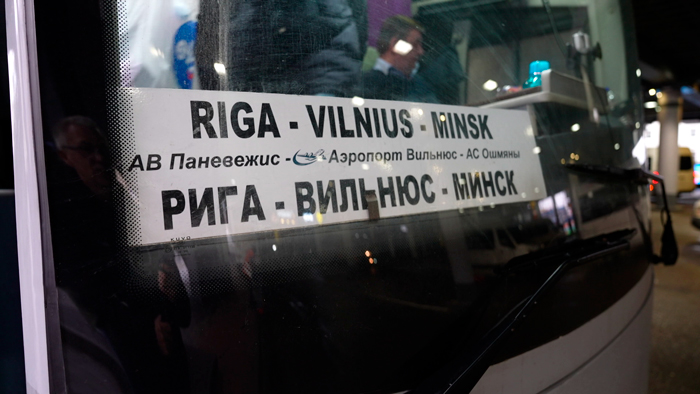 RIGA - VILNIUS - MINSK
АВ Паневежис - Аэропорт Вильнюс - АС Ошмяны
РИГА - ВИЛЬНЮС - МИНСК